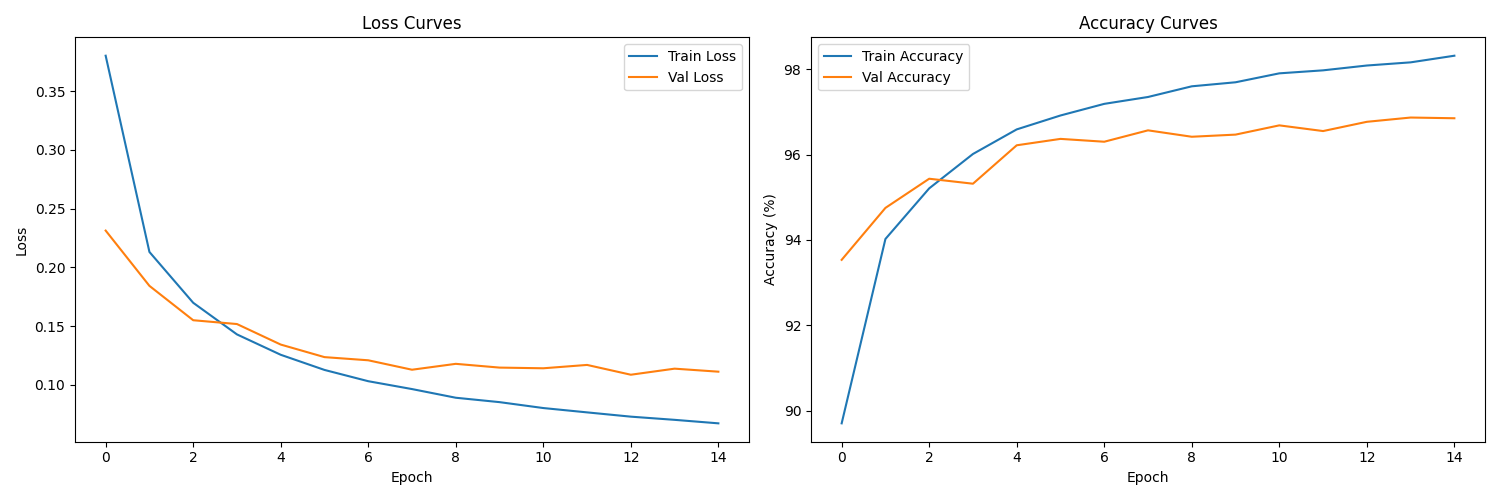 Loss Curves
Train Loss
Val Loss
0.35
0.30
0.25
0.20
0.15
0.10
Loss
0 2 4 6 8 10 12 14
Epoch
Accuracy Curves
Train Accuracy
Val Accuracy
98
96
94
92
90
Accuracy (%)
0 2 4 6 8 10 12 14
Epoch